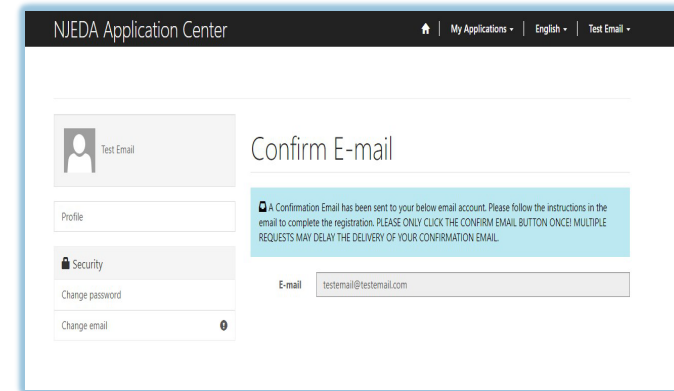 NJEDA Application Center
My Applications
English
Test Email
Test Email
Confirm E-mail
A Confirmation Email has been sent to your below email account. Please follow the instructions in the
email to complete the registration. PLEASE ONLY CLICK THE CONFIRM EMAIL BUTTON ONCE! MULTIPLE
REQUESTS MAY DELAY THE DELIVERY OF YOUR CONFIRMATION EMAIL.
Profile
Security
E-mail
testemail@testemail.com
Change password
Change email